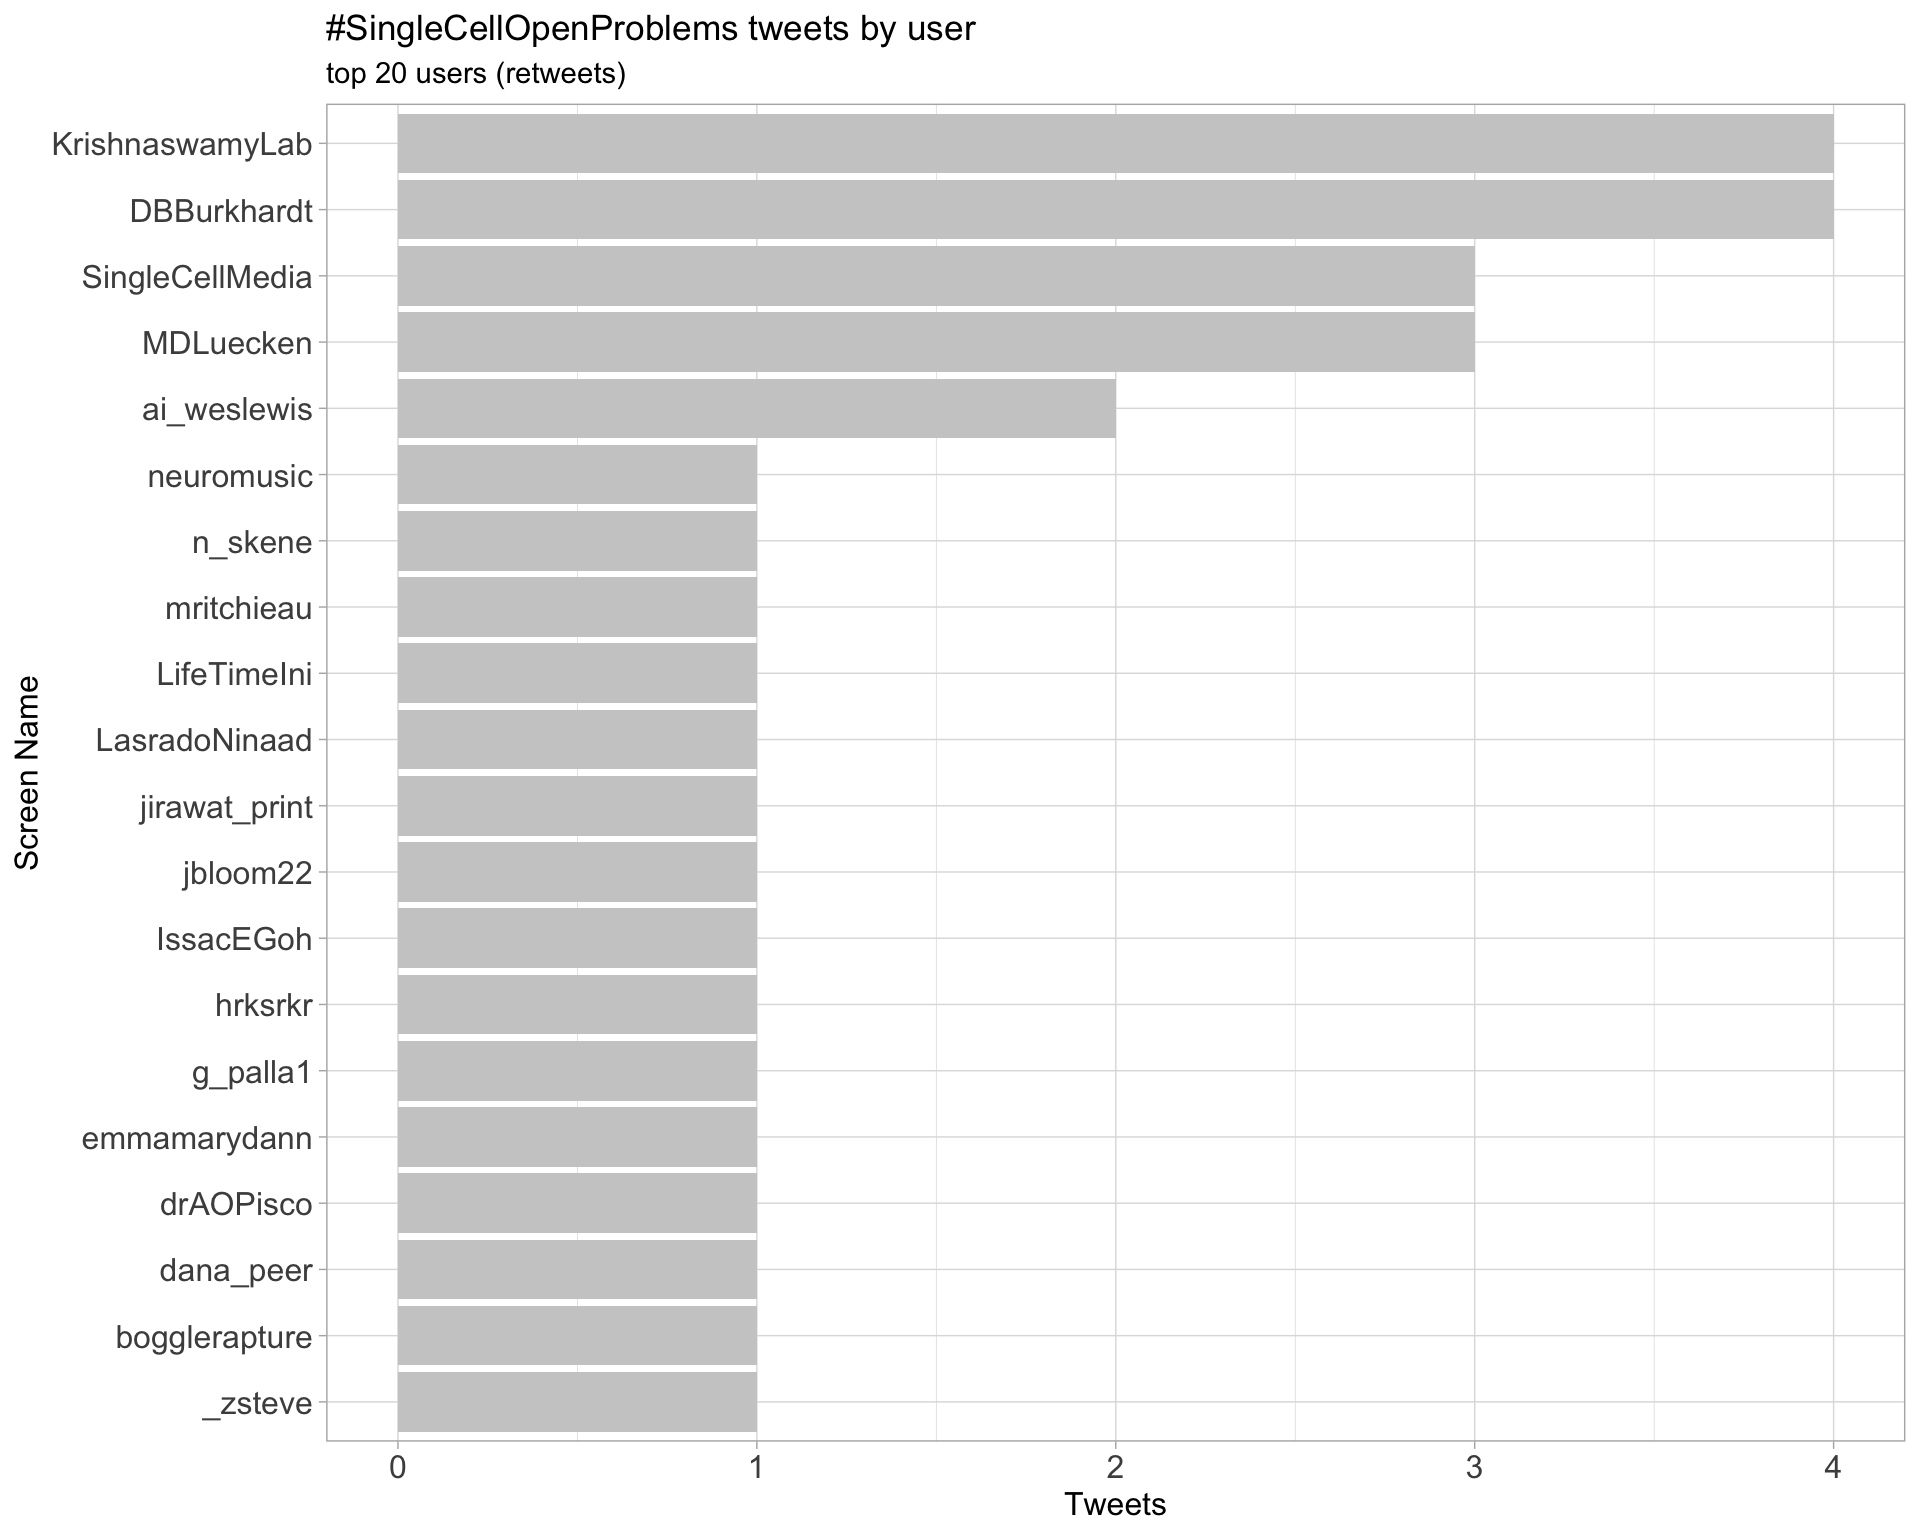 #SingleCellOpenProblems tweets by user
top 20 users (retweets)
KrishnaswamyLab
DBBurkhardt
SingleCellMedia
MDLuecken
ai_weslewis
neuromusic
n_skene
mritchieau
LifeTimeIni
LasradoNinaad
jirawat_print
jbloom22
IssacEGoh
hrksrkr
g_palla1
emmamarydann
drAOPisco
dana_peer
bogglerapture
_zsteve
Screen Name
0 1 2 3 4
Tweets